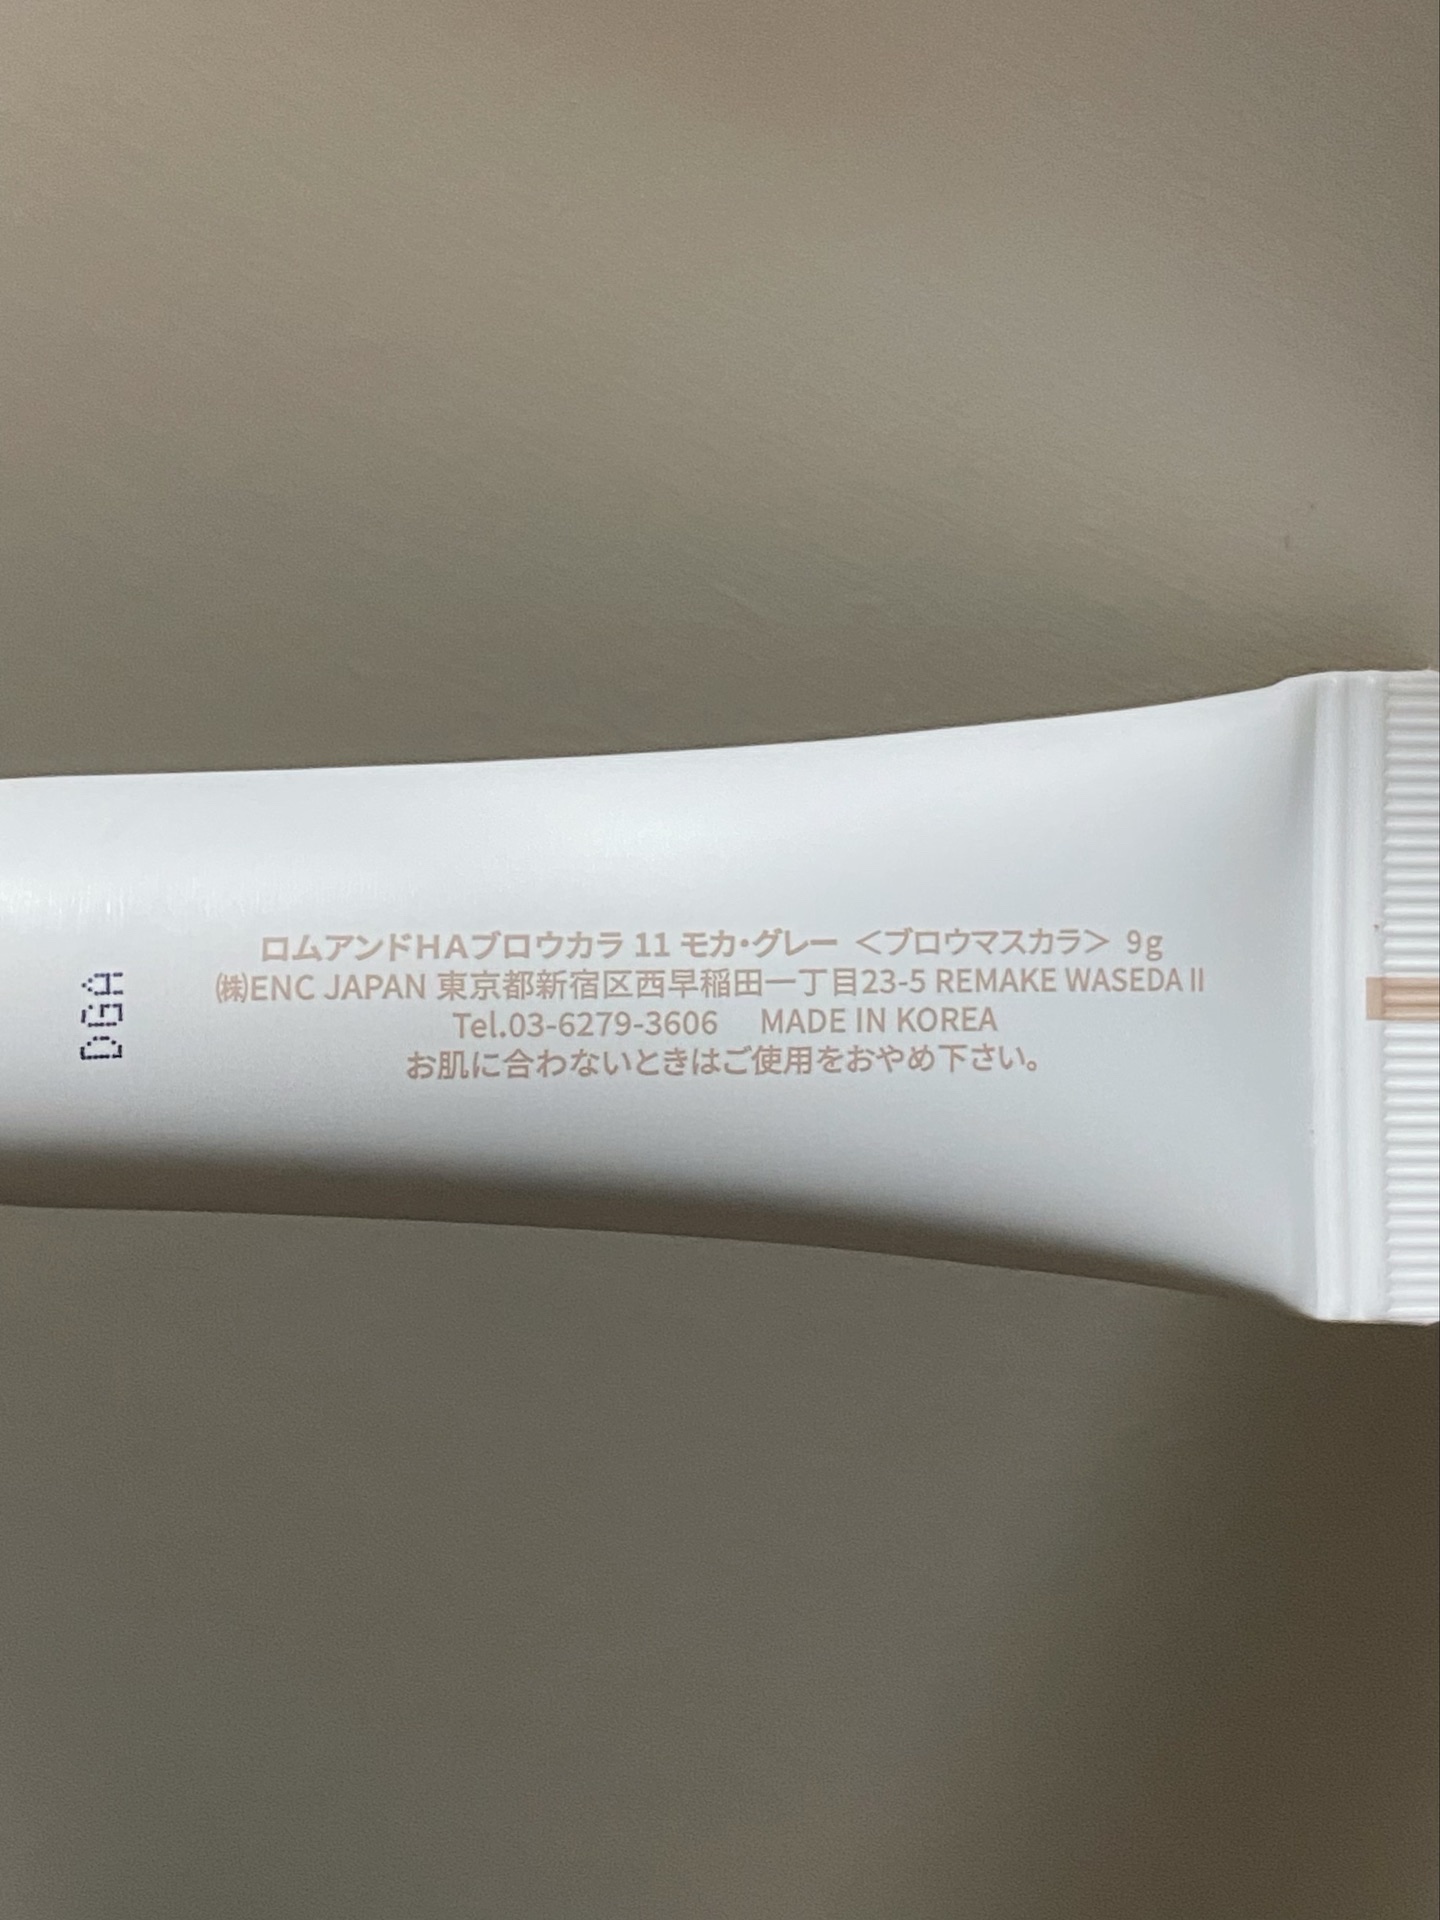 ロムアンドHAブロウカラ 11 モカ・グレー <ブロウマスカラ> 9g
㈱ENC JAPAN 東京都新宿区西早稲田一丁目23-5 REMAKE WASEDA II
Tel.03-6279-3606 MADE IN KOREA
お肌に合わないときはご使用をおやめ下さい。
DGA